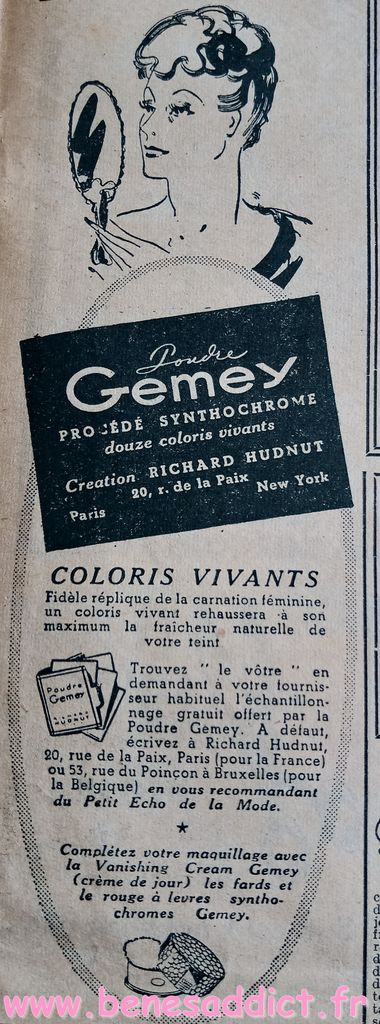 Poudre
Gemey
PROCÉDÉ SYNTHOCHROME
douze coloris vivants
Creation RICHARD HUDNUT
20, r. de la Paix
Paris New York
COLORIS VIVANTS
Fidèle réplique de la carnation féminine,
un coloris vivant rehaussera à son
maximum la fraîcheur naturelle de
votre teint
Trouvez " le vôtre " en
demandant à votre fournis-
seur habituel l'échantillon-
nage gratuit offert par la
Poudre Gemey. A défaut,
écrivez à Richard Hudnut,
20, rue de la Paix, Paris (pour la France)
ou 53, rue du Poinçon à Bruxelles (pour
la Belgique) en vous recommandant
du Petit Echo de la Mode.
Poudre
Gemey
RICHARD
HUDNUT
Complétez votre maquillage avec
la Vanishing Cream Gemey
(crème de jour) les fards et
le rouge à levres syntho-
chromes Gemey.
www.benesaddict.fr